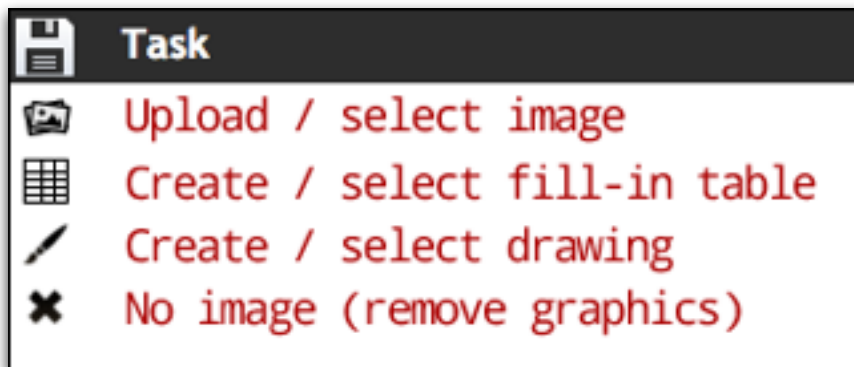 Task
Upload / select image
Create / select fill-in table
Create / select drawing
No image (remove graphics)